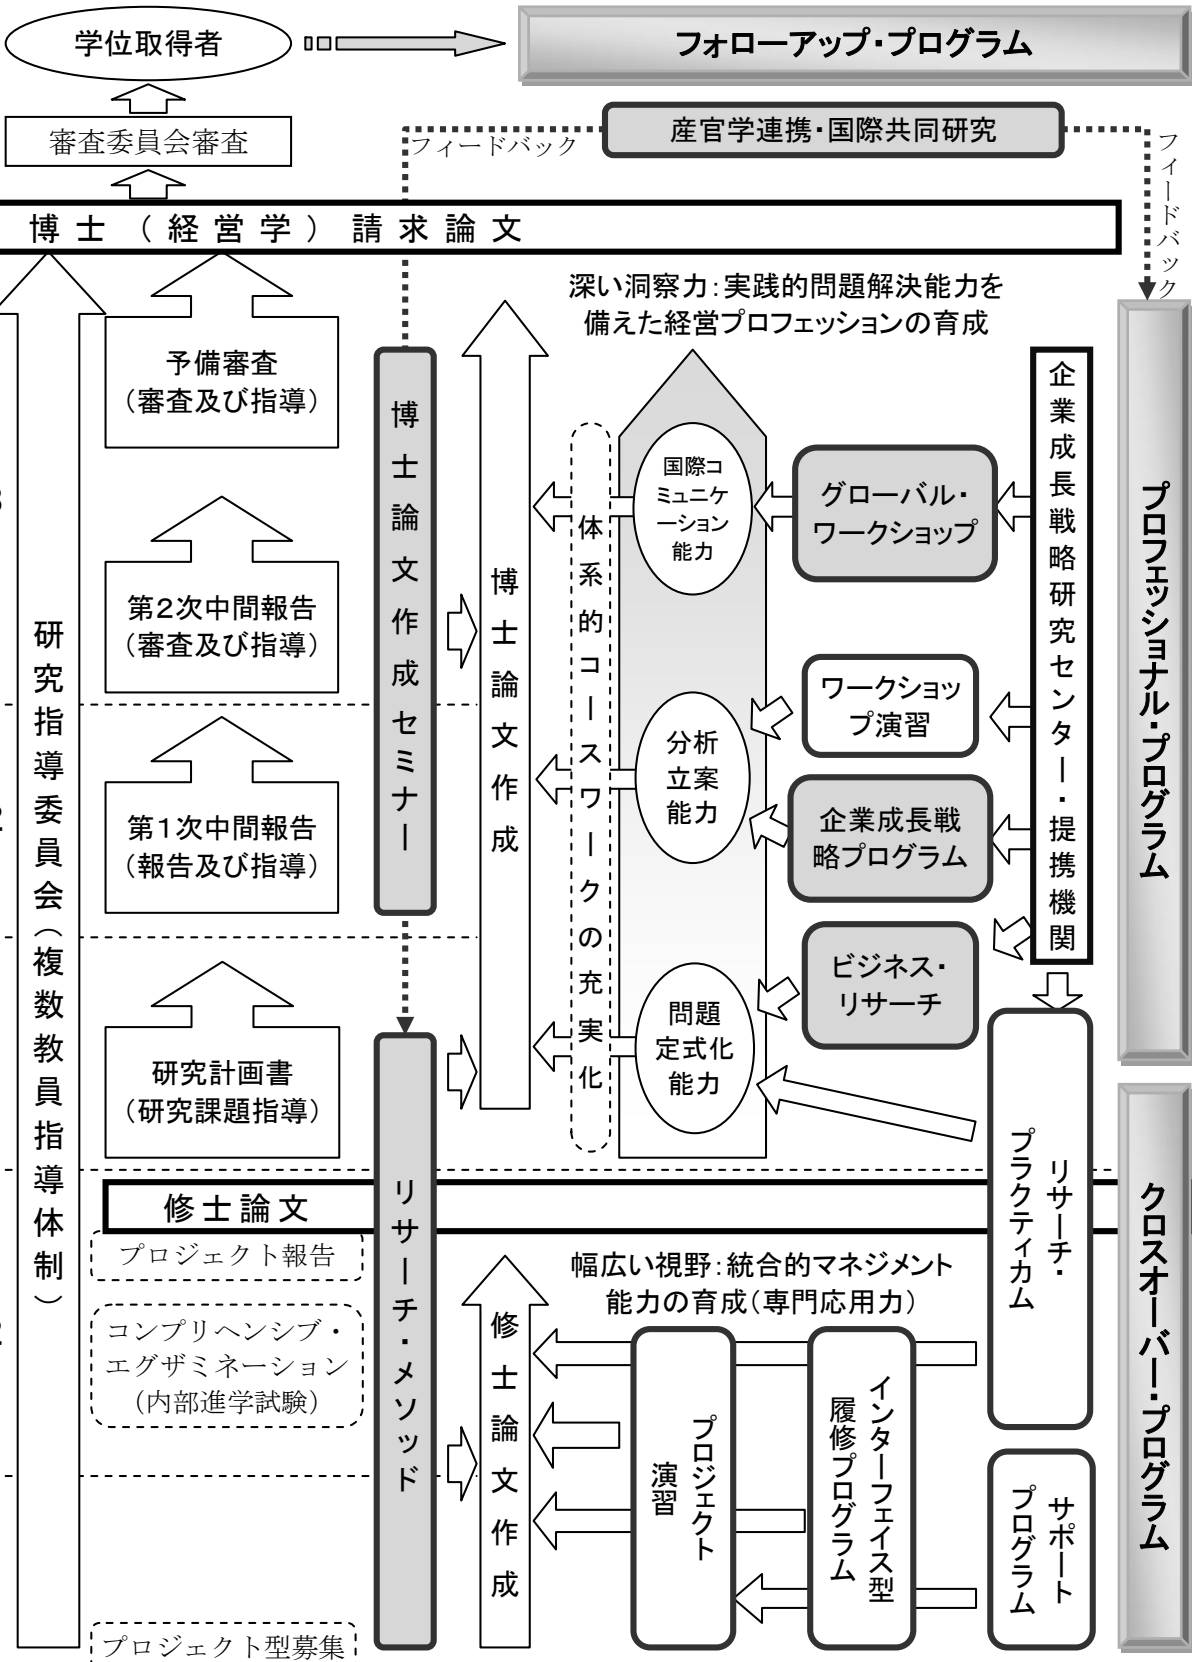 学位取得者
フォローアップ・プログラム
審査委員会審査
フィードバック
産官学連携・国際共同研究
フィードバック
博士（経営学）請求論文
深い洞察力：実践的問題解決能力を
備えた経営プロフェッションの育成
予備審査
（審査及び指導）
第２次中間報告
（審査及び指導）
第１次中間報告
（報告及び指導）
研究計画書
（研究課題指導）
研究指導委員会（複数教員指導体制）
博士論文作成セミナー
博士論文作成
体系的コースワークの充実化
国際コ
ミュニケ
ーション
能力
分析
立案
能力
問題
定式化
能力
グローバル・
ワークショップ
ワークショッ
プ演習
企業成長戦
略プログラム
ビジネス・
リサーチ
企業成長戦略研究センター・提携機関
プロフェッショナル・プログラム
修士論文
プロジェクト報告
コンプリヘンシブ・
エグザミネーション
（内部進学試験）
プロジェクト型募集
リサーチ・メソッド
修士論文作成
幅広い視野：統合的マネジメント
能力の育成（専門応用力）
プロジェクト
演習
インターフェイス型
履修プログラム
リサーチ・
プラクティカム
サポート
プログラム
クロスオーバー・プログラム